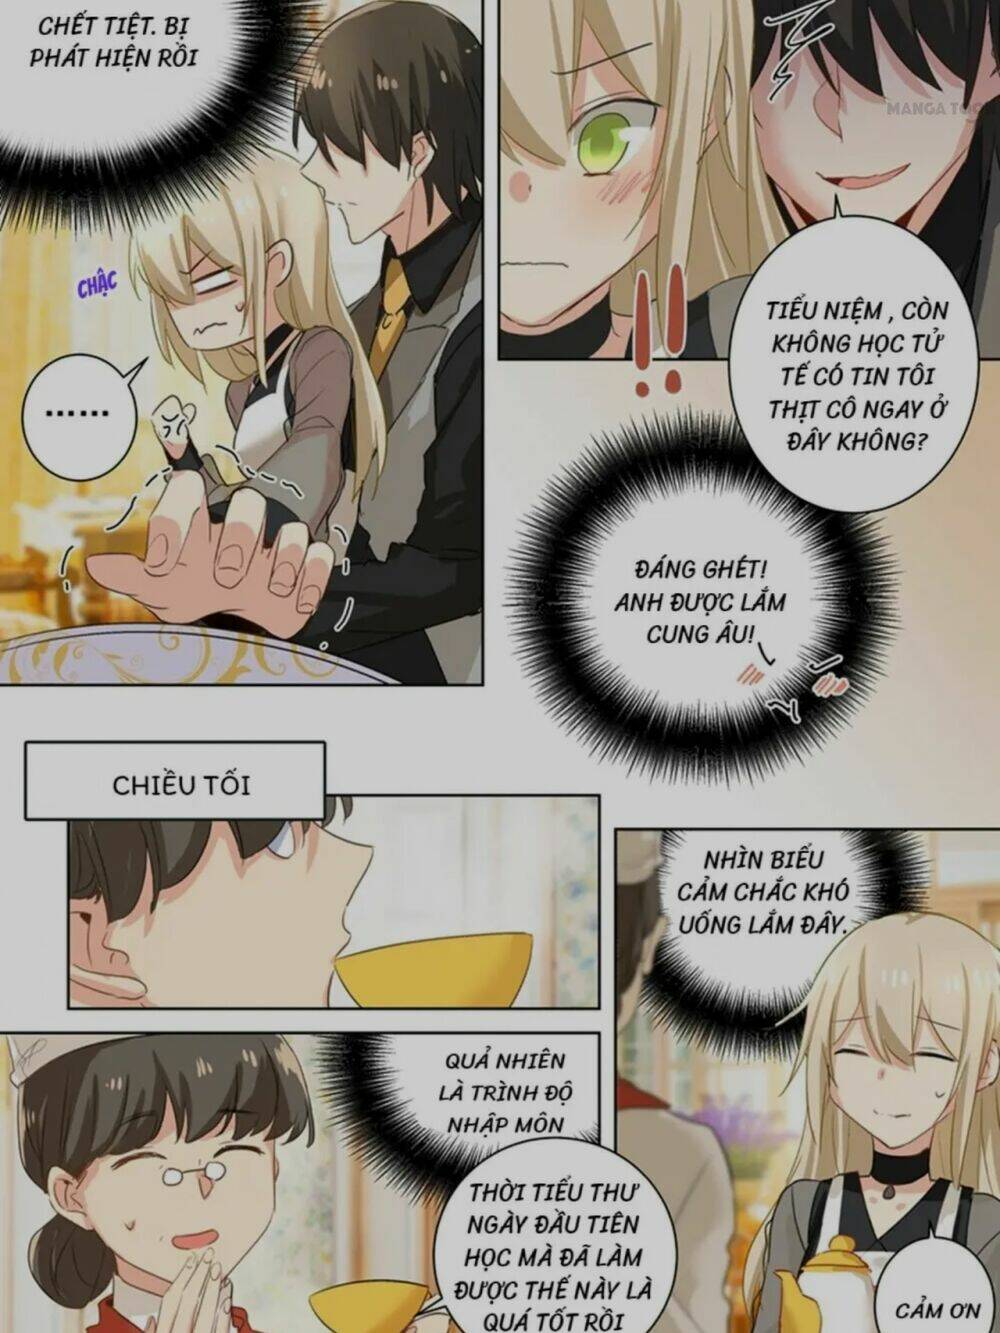 CHẾT TIỆT. BỊ
PHÁT HIỆN RỒI
MANGA
CHẬC
......
TIỂU NIỆM , CÒN
KHÔNG HỌC TỬ
TẾ CÓ TIN TÔI
THỊT CÔ NGAY Ở
ĐÂY KHÔNG?
!!
ĐÁNG GHÉT!
ANH ĐƯỢC LẮM
CUNG ÂU!
CHIỀU TỐI
NHÌN BIỂU
CẢM CHẮC KHÓ
UỐNG LẮM ĐÂY.
QUẢ NHIÊN
LÀ TRÌNH ĐỘ
NHẬP MÔN
THỜI TIỂU THƯ
NGÀY ĐẦU TIÊN
HỌC MÀ ĐÃ LÀM
ĐƯỢC THẾ NÀY LÀ
QUÁ TỐT RỒI
CẢM ƠN